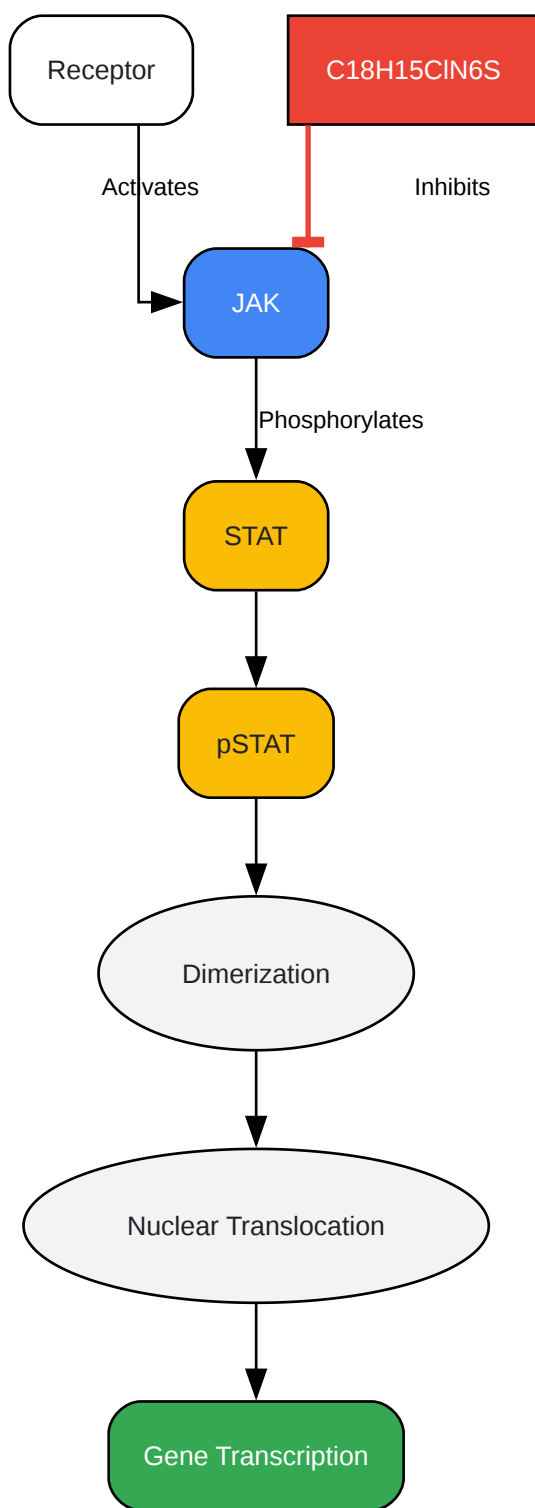 Receptor
C18H15ClN6S
Activates
Inhibits
JAK
Phosphorylates
STAT
pSTAT
Dimerization
Nuclear Translocation
Gene Transcription